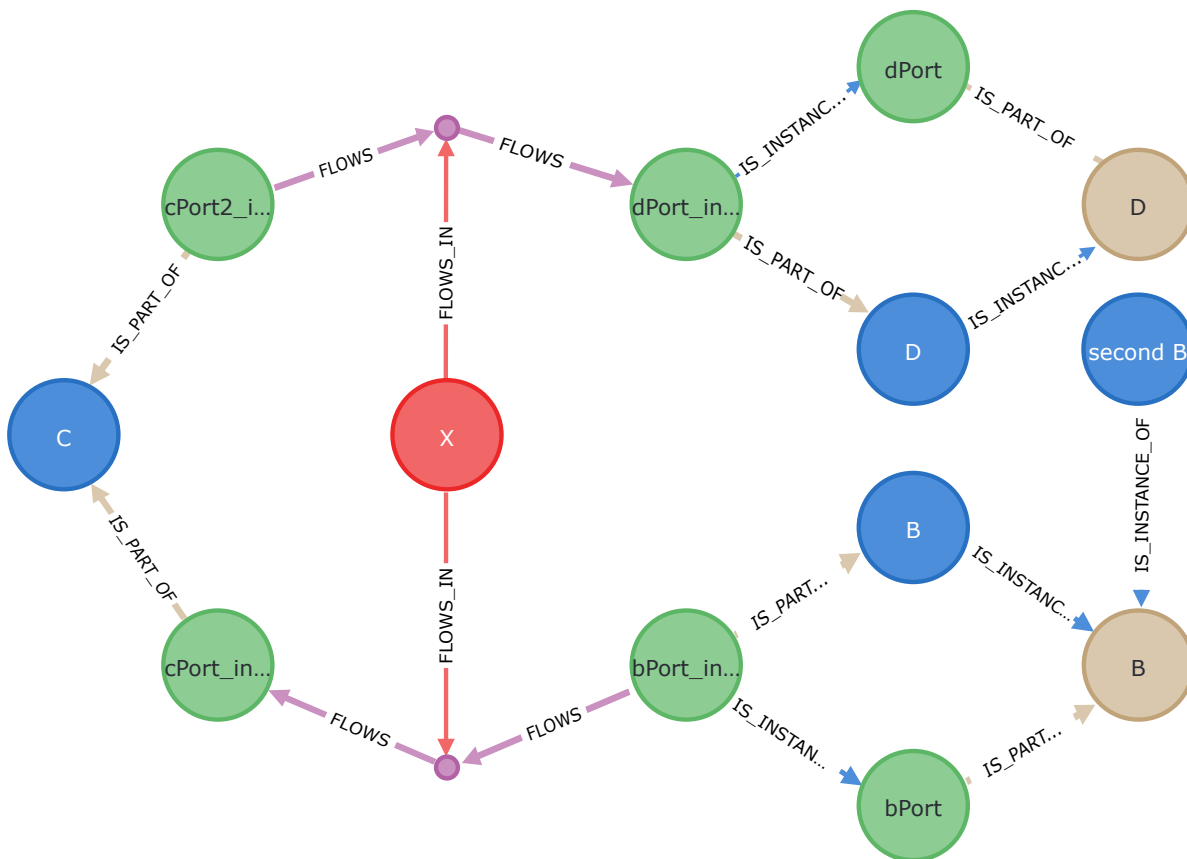 dPort
IS_PART_OF
IS_INSTANC...
FLOWS
FLOWS
cPort2_i...
dPort_in...
D
IS_PART_OF
IS_PART_OF
FLOWS_IN
IS_INSTANC...
D
second B
C
X
IS_INSTANCE_OF
B
IS_PART_OF
FLOWS_IN
IS_PART...
IS_INSTANC...
cPort_in...
bPort_in...
B
FLOWS
FLOWS
IS_INSTAN...
IS_PART...
bPort